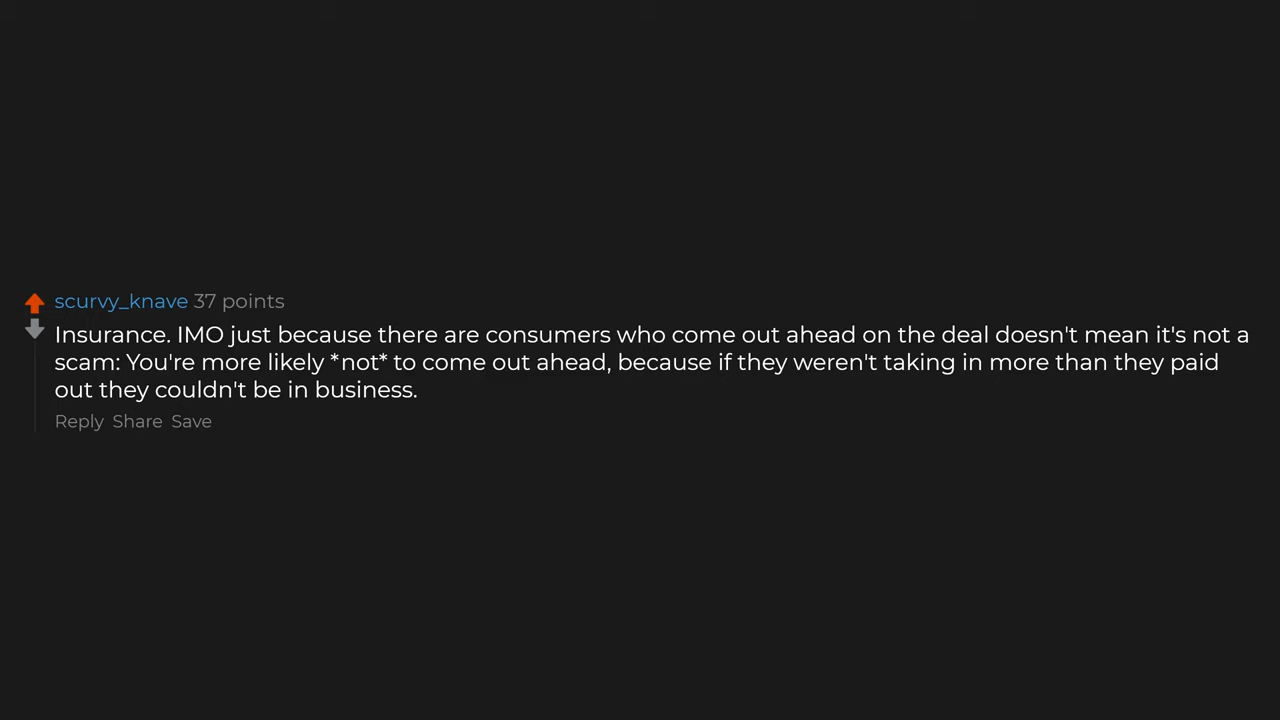 scurvy_knave 37 points
Insurance. IMO just because there are consumers who come out ahead on the deal doesn't mean it's not a
scam: You're more likely *not* to come out ahead, because if they weren't taking in more than they paid
out they couldn't be in business.
Reply Share Save